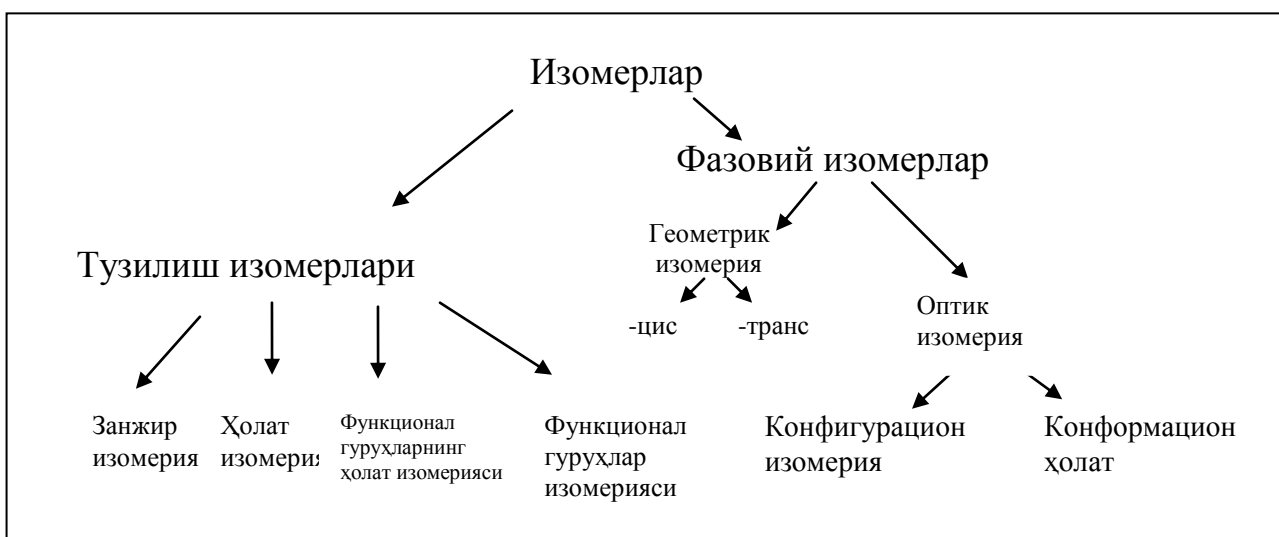 Изомерлар
Фазовий изомерлар
Тузилиш изомерлари
Геометрик
изомерия
-цис
-транс
Оптик
изомерия
Занжир
изомерия
Ҳолат
изомерия
Функционал
гуруҳларнинг
ҳолат изомерияси
Функционал
гуруҳлар
изомерияси
Конфигурацион
изомерия
Конформацион
ҳолат